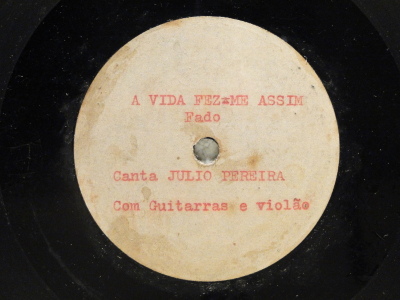 A VIDA FEZ=ME ASSIM
Fado
Canta JULIO PEREIRA
Com Guitarras e violão